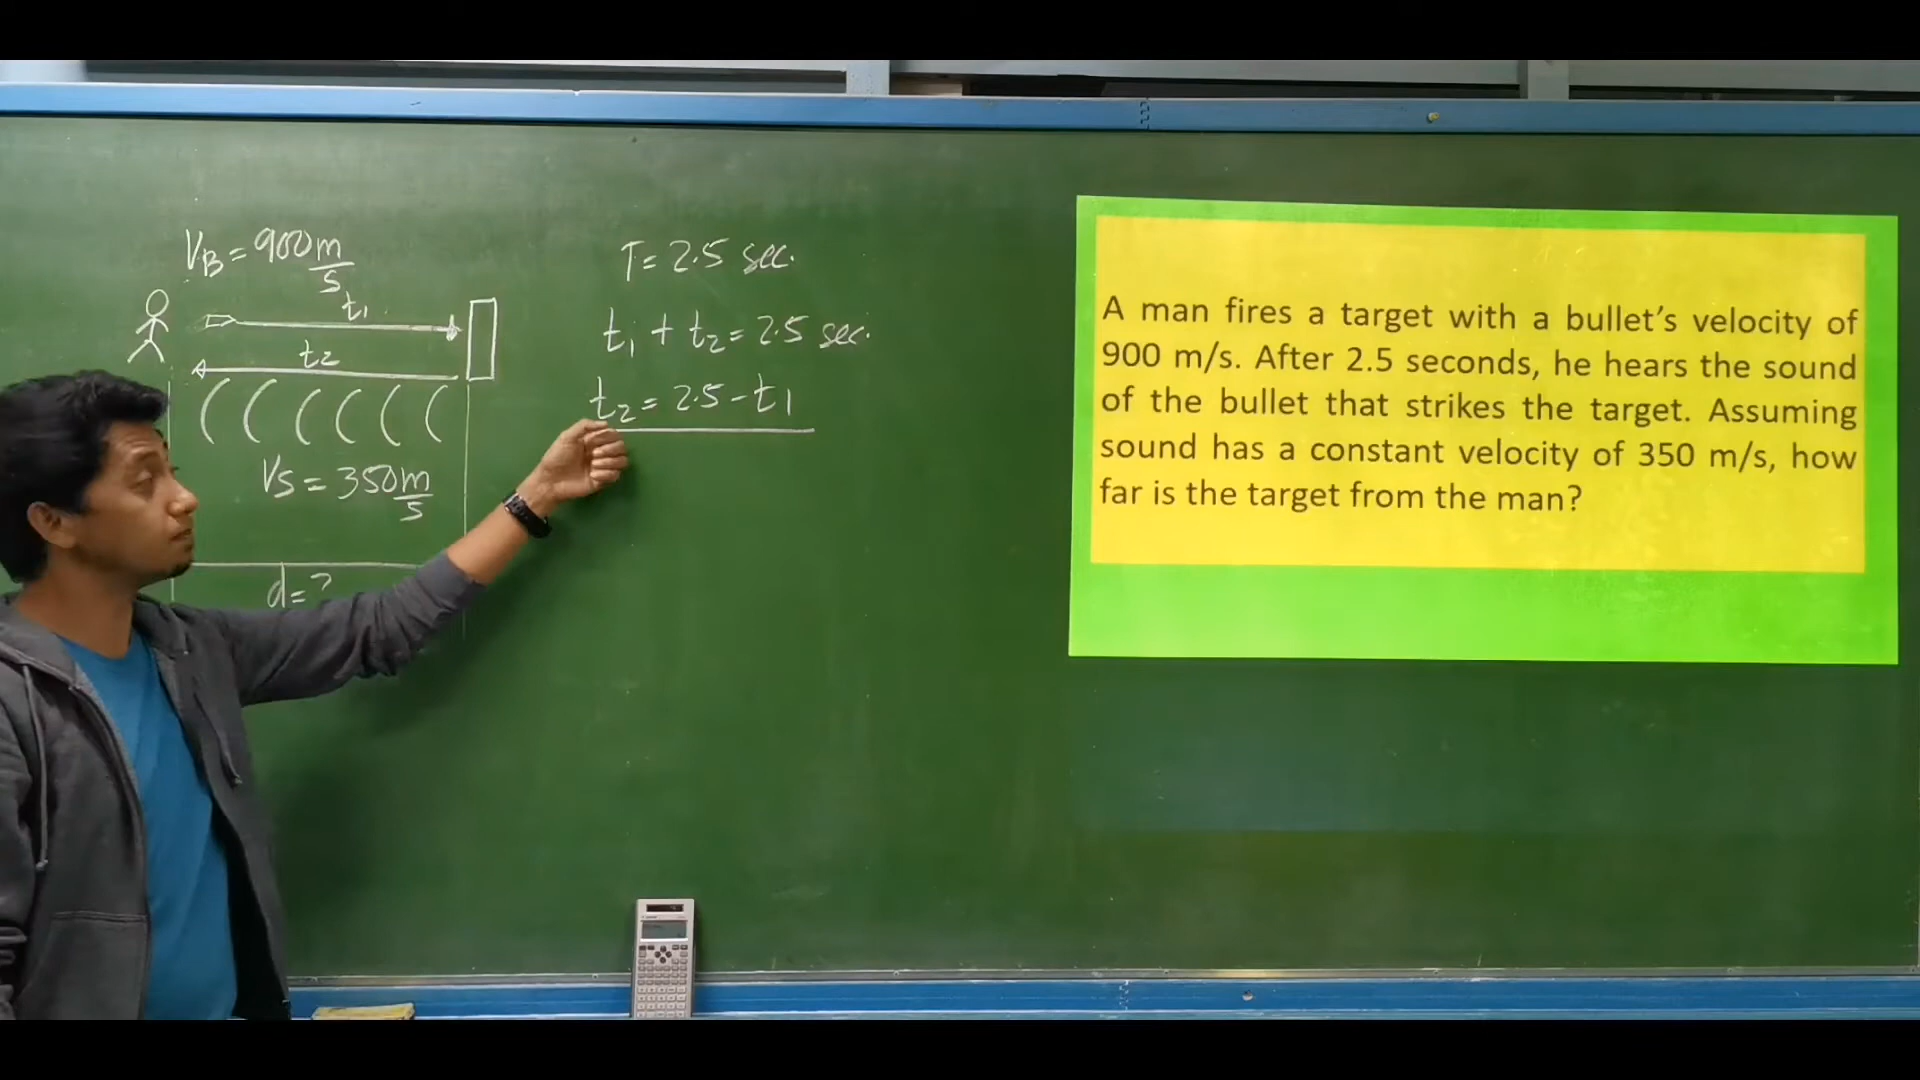 V_B = 900 m/s
t₁
t₂
V_S = 350 m/s
d = ?
T = 2.5 sec.
t₁ + t₂ = 2.5 sec.
t₂ = 2.5 - t₁
A man fires a target with a bullet's velocity of
900 m/s. After 2.5 seconds, he hears the sound
of the bullet that strikes the target. Assuming
sound has a constant velocity of 350 m/s, how
far is the target from the man?